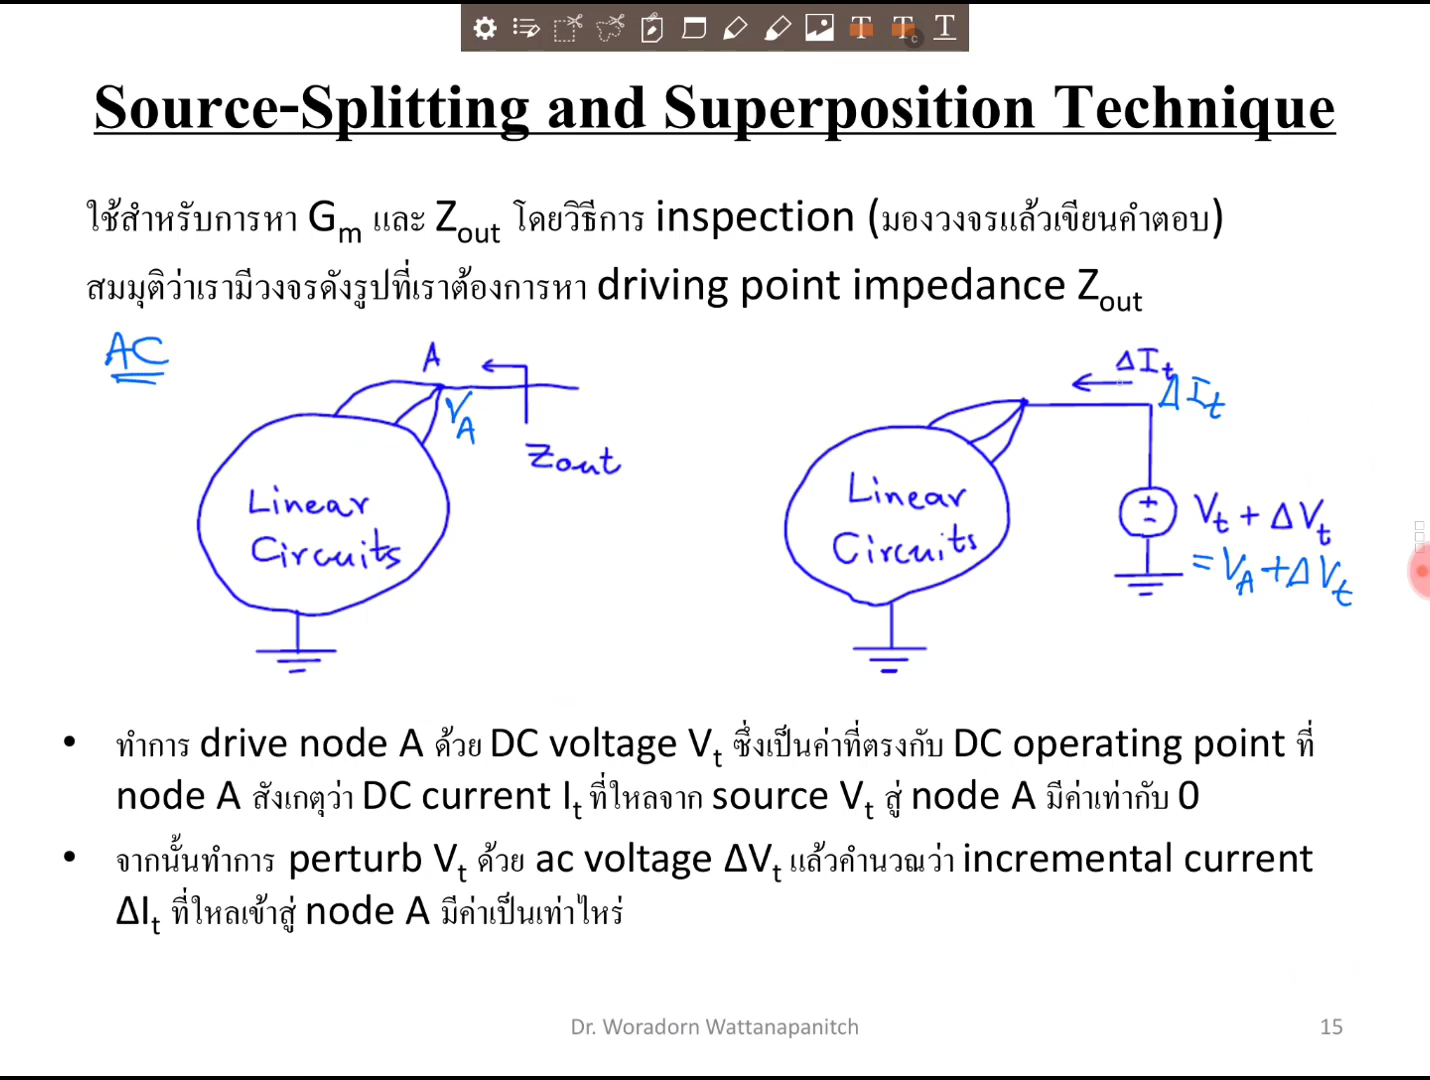 Source-Splitting and Superposition Technique
ใช้สำหรับการหา Gm และ Zout โดยวิธีการ inspection (มองวงจรแล้วเขียนคำตอบ)
สมมุติว่าเรามีวงจรดังรูปที่เราต้องการหา driving point impedance Zout
AC
A
VA
Zout
Linear
Circuits
ΔIt
ΔIt
Linear
Circuits
Vt + ΔVt
= VA + ΔVt
• ทำการ drive node A ด้วย DC voltage Vt ซึ่งเป็นค่าที่ตรงกับ DC operating point ที่
node A สังเกตุว่า DC current It ที่ไหลจาก source Vt สู่ node A มีค่าเท่ากับ 0
• จากนั้นทำการ perturb Vt ด้วย ac voltage ΔVt แล้วคำนวณว่า incremental current
ΔIt ที่ไหลเข้าสู่ node A มีค่าเป็นเท่าไหร่
Dr. Woradorn Wattanapanitch
15